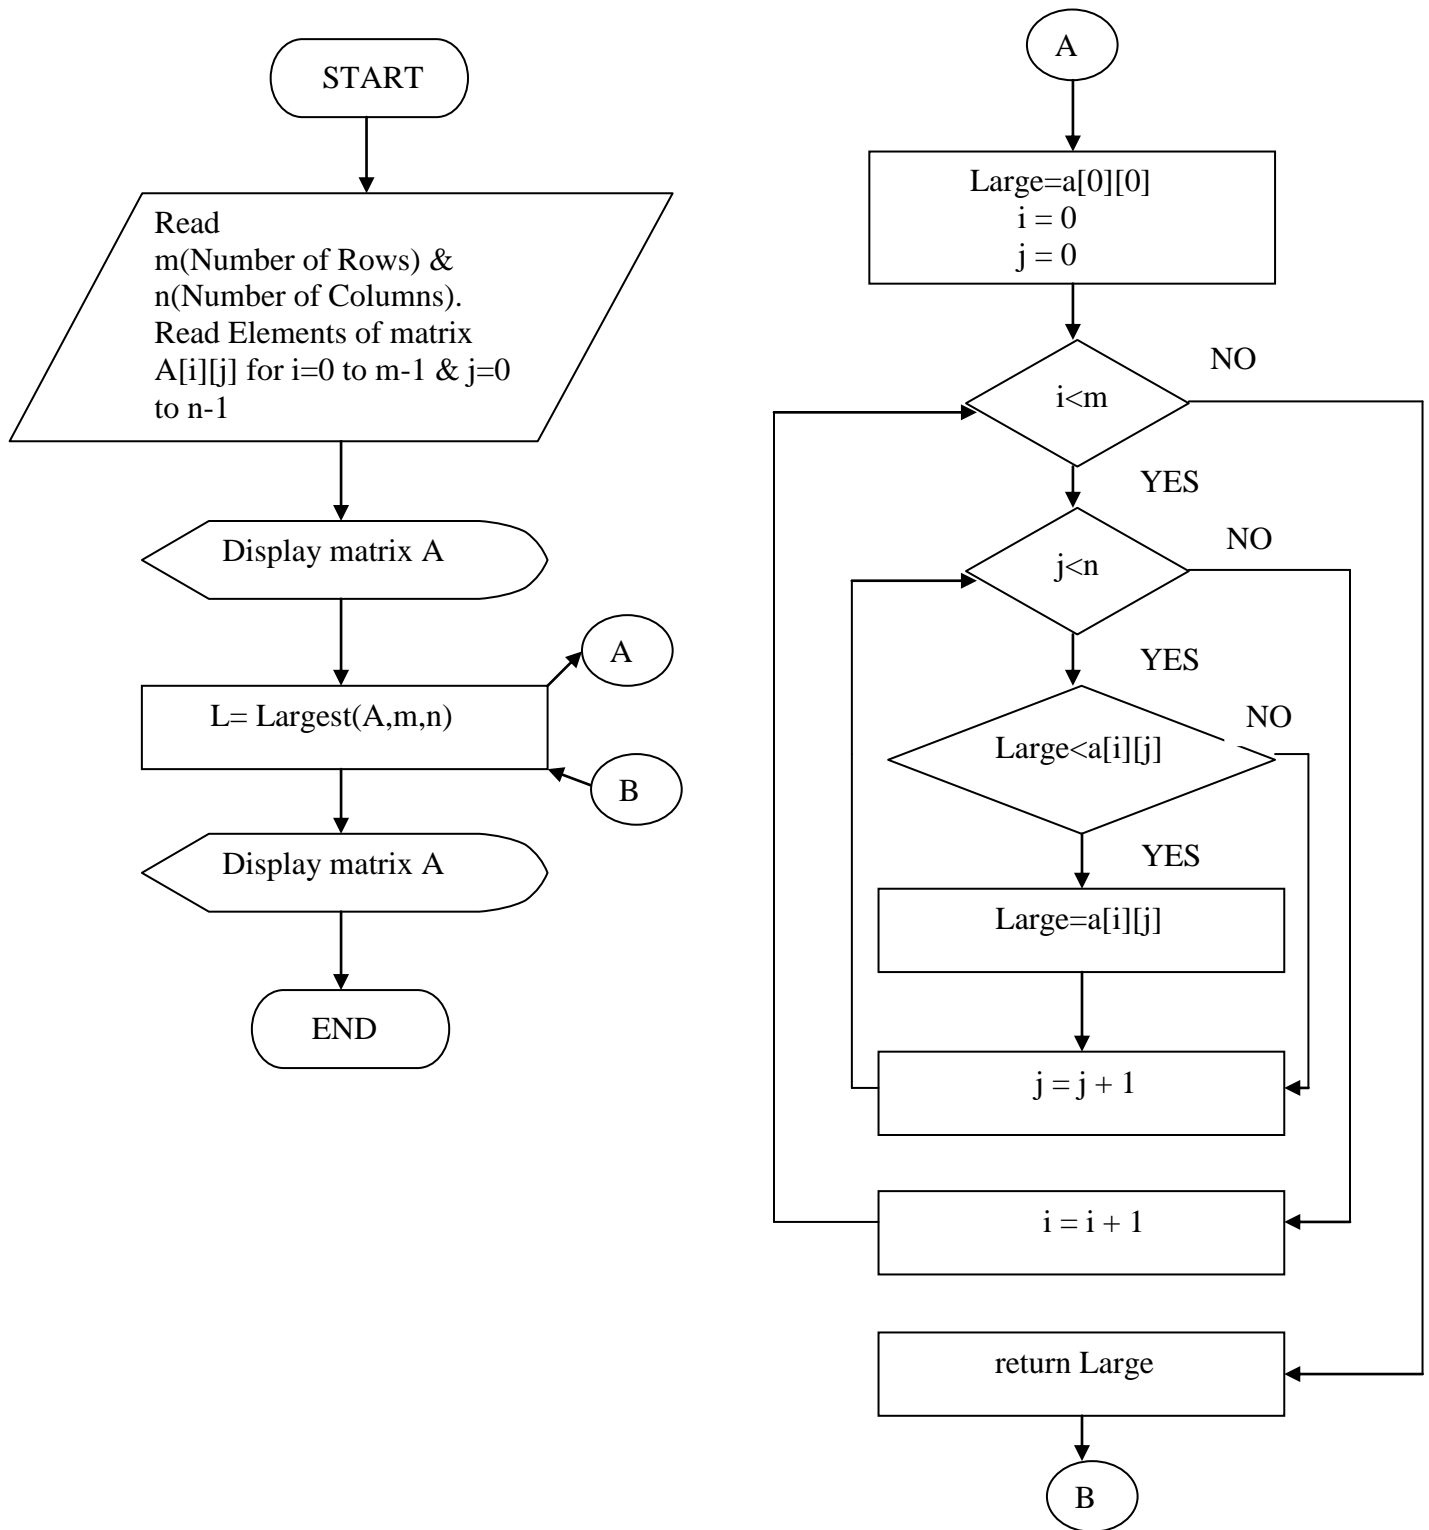 START
Read
m(Number of Rows) &
n(Number of Columns).
Read Elements of matrix
A[i][j] for i=0 to m-1 & j=0
to n-1
Display matrix A
A
L= Largest(A,m,n)
B
Display matrix A
END
A
Large=a[0][0]
i = 0
j = 0
NO
i<m
YES
NO
j<n
YES
NO
Large<a[i][j]
YES
Large=a[i][j]
j = j + 1
i = i + 1
return Large
B